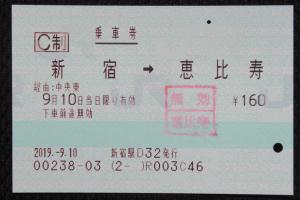 C制 乗車券
新宿 → 恵比寿
経由:中央東
9月10日当日限り有効 ¥160
下車前途無効
無効
恵比寿
2019.-9.10 新宿駅D32発行
00238-03 (2- )R003C46